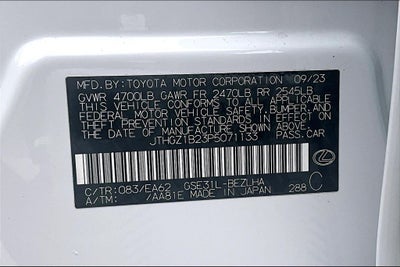 MFD.BY:TOYOTA MOTOR CORPORATION 09/23
GVWR 4700LB GAWR FR 2470LB RR 2545LB
THIS VEHICLE CONFORMS TO ALL APPLICABLE
FEDERAL MOTOR VEHICLE SAFETY, BUMPER, AND
THEFT PREVENTION STANDARDS IN EFFECT ON
THE DATE OF MANUFACTURE SHOWN ABOVE.
JTHGZ1B23P5071133 PASS.CAR
C/TR:083/EA62 GSE31L-BEZLHA
A/TM: /AA81E MADE IN JAPAN 288 C